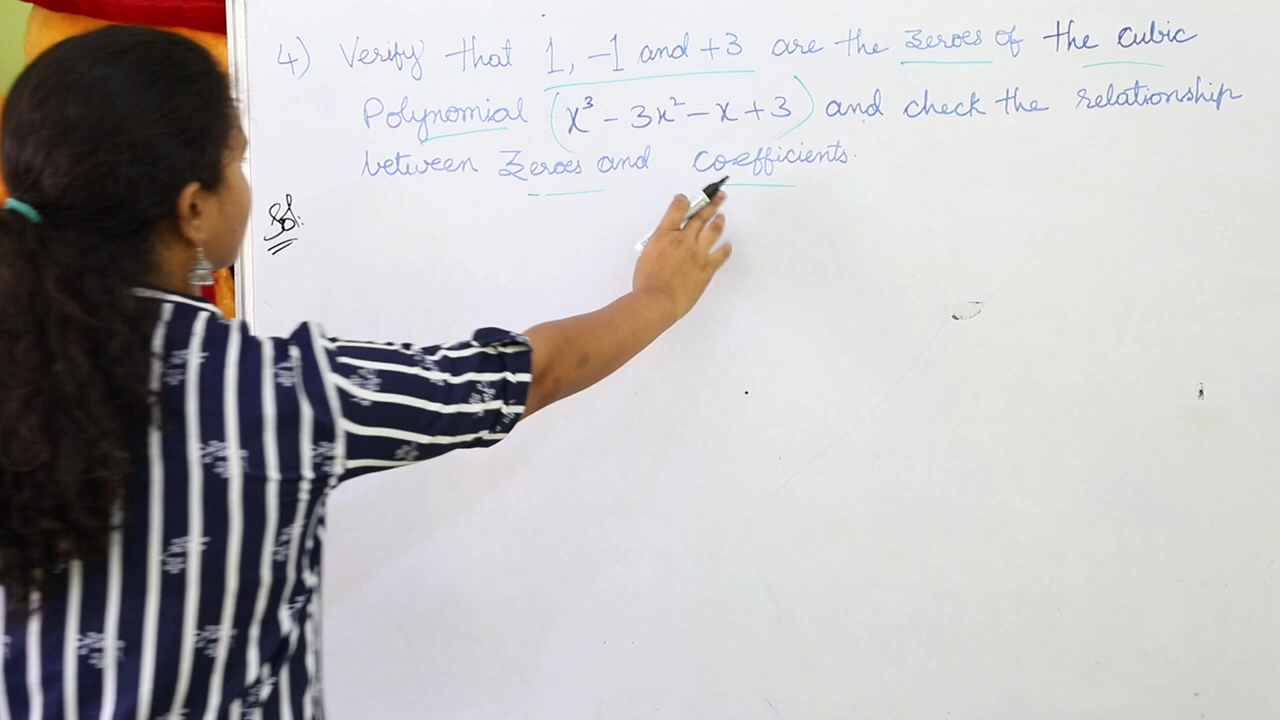 4) Verify that 1, -1 and +3 are the zeroes of the cubic
Polynomial (x³ - 3x² - x + 3) and check the relationship
between zeroes and coefficients.
Sol: